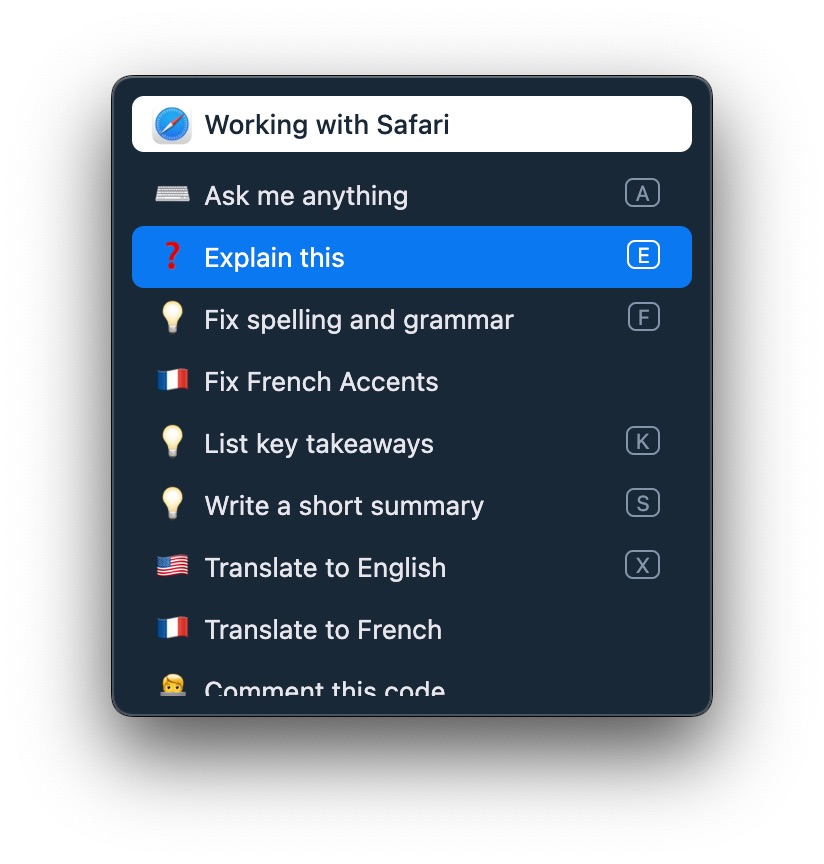 Working with Safari
Ask me anything A
Explain this E
Fix spelling and grammar F
Fix French Accents
List key takeaways K
Write a short summary S
Translate to English X
Translate to French
Comment this code